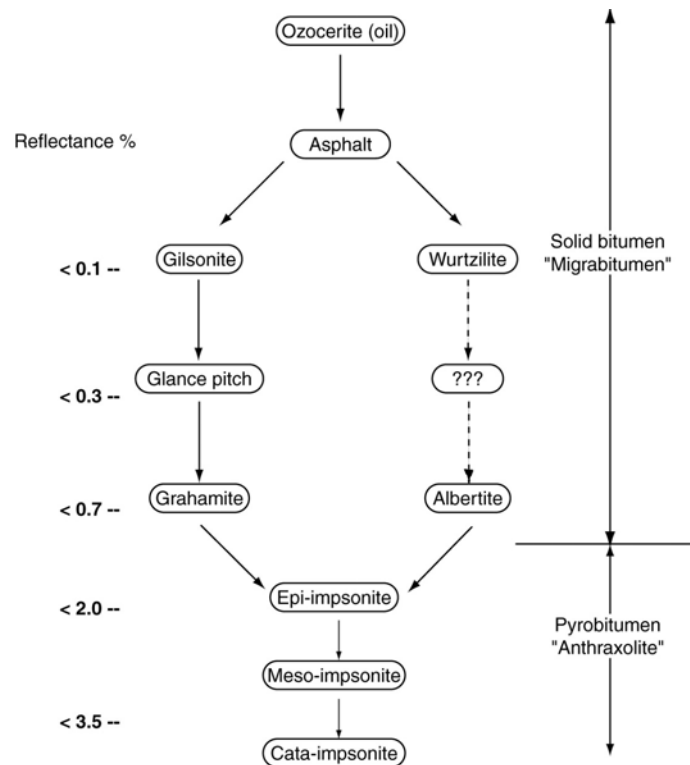 Ozocerite (oil)
Reflectance %
Asphalt
Solid bitumen
"Migrabitumen"
< 0.1 --
Gilsonite
Wurtzilite
Glance pitch
???
< 0.3 --
Grahamite
Albertite
< 0.7 --
Epi-impsonite
< 2.0 --
Pyrobitumen
"Anthraxolite"
Meso-impsonite
< 3.5 --
Cata-impsonite